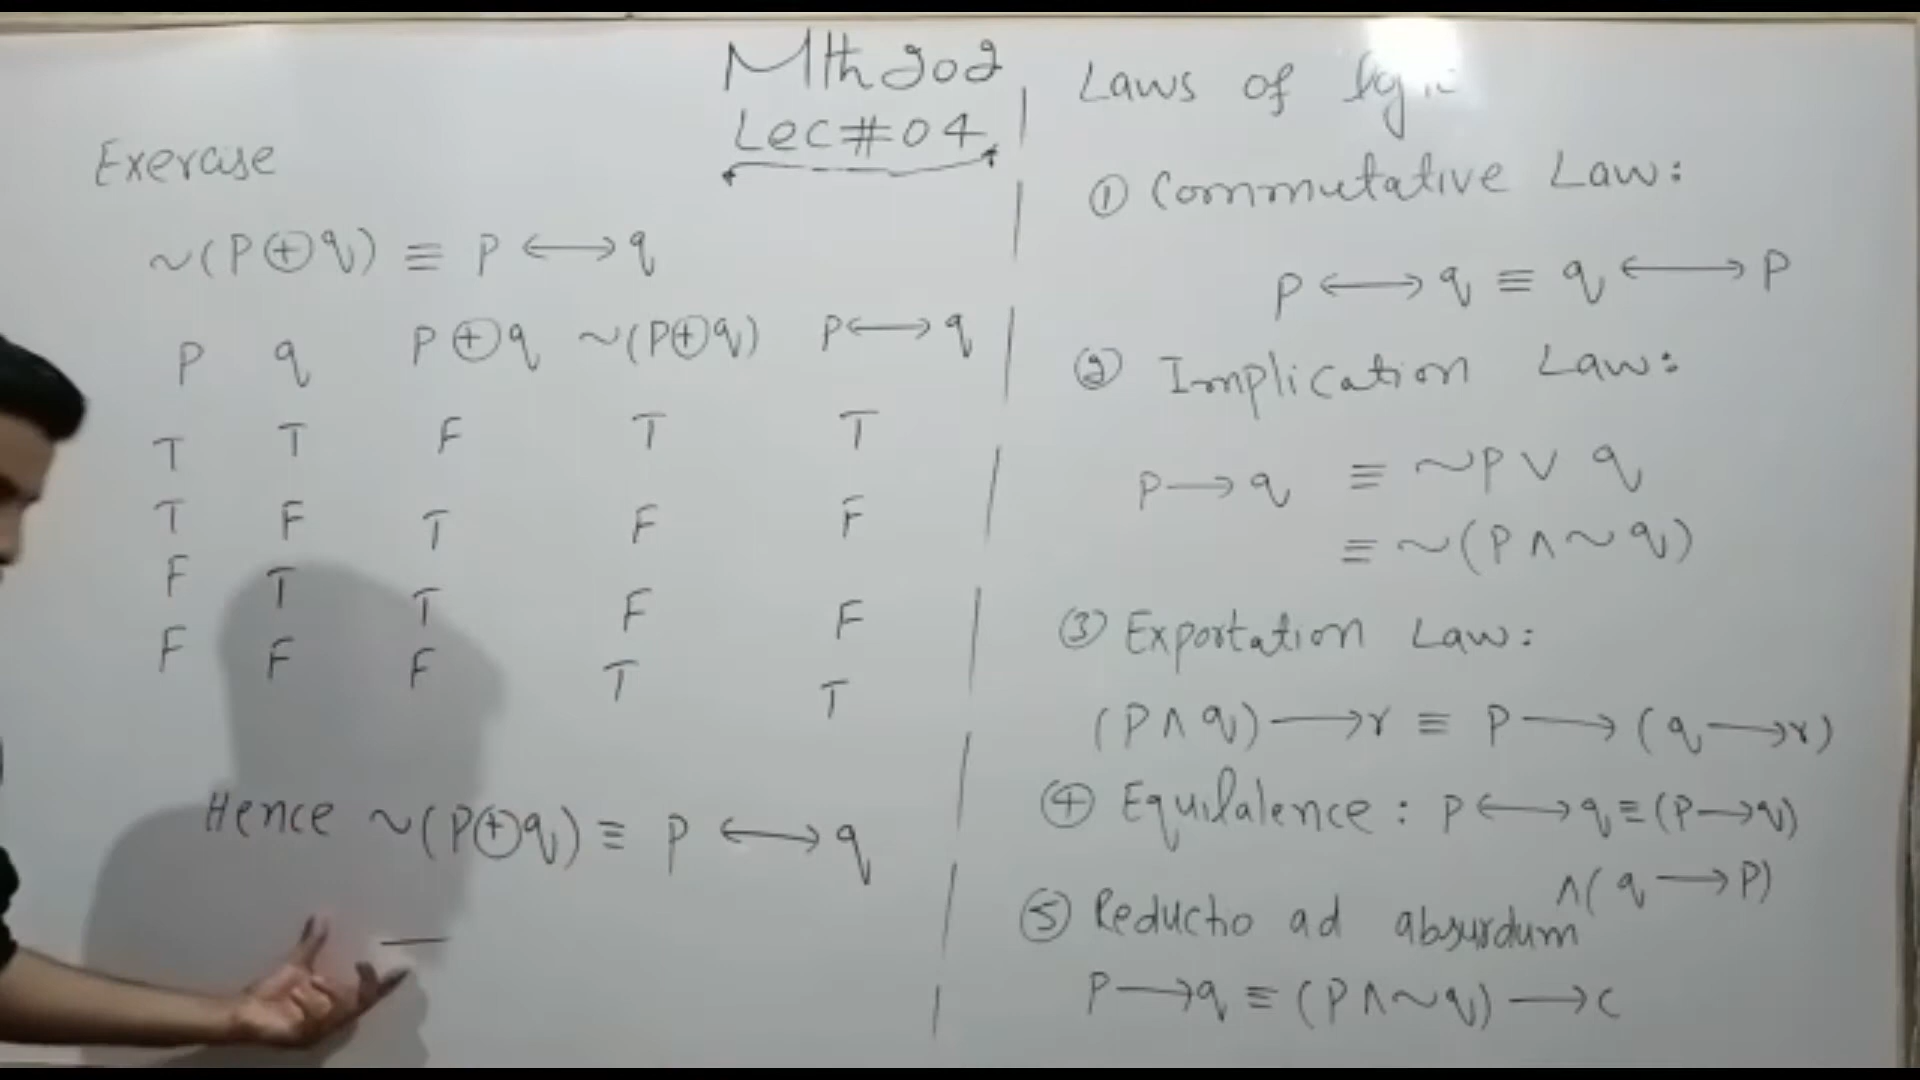 Mth202
Lec#04
Exercise
~(P⊕q) ≡ P ⟷ q
P q P⊕q ~(P⊕q) P⟷q
T T F T T
T F T F F
F T T F F
F F F T T
Hence ~(P⊕q) ≡ P ⟷ q
Laws of
① Commutative Law:
P ⟷ q ≡ q ⟷ P
② Implication Law:
P → q ≡ ~P ∨ q
≡ ~(P ∧ ~q)
③ Exportation Law:
(P ∧ q) → r ≡ P → (q → r)
④ Equilalence: P ⟷ q ≡ (P → q)
∧(q → P)
⑤ Reductio ad absurdum
P → q ≡ (P ∧ ~q) → c